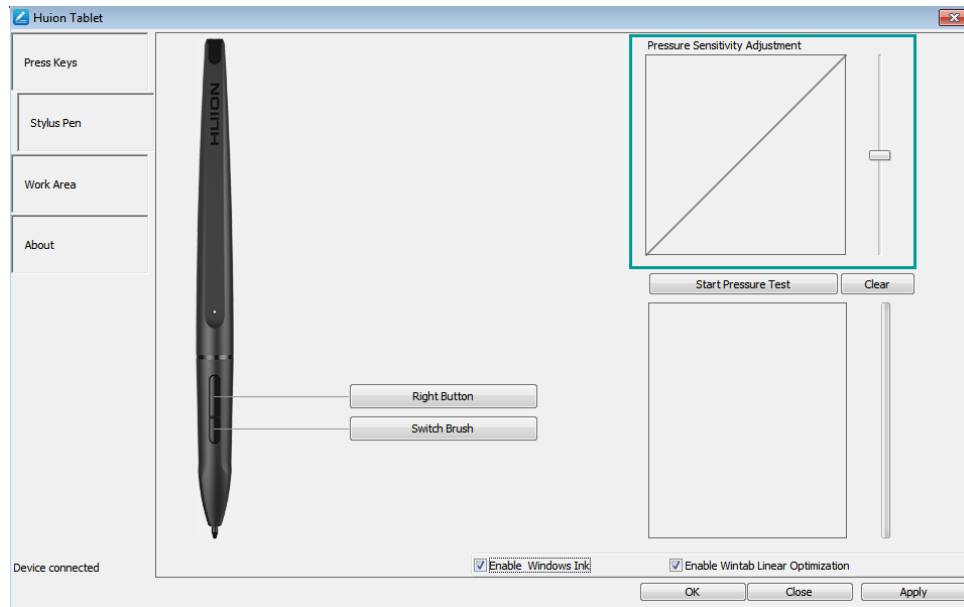 Huion Tablet
Press Keys
Stylus Pen
Work Area
About
Device connected
HUION
Right Button
Switch Brush
Pressure Sensitivity Adjustment
Start Pressure Test
Clear
Enable Windows Ink
Enable Wintab Linear Optimization
OK
Close
Apply